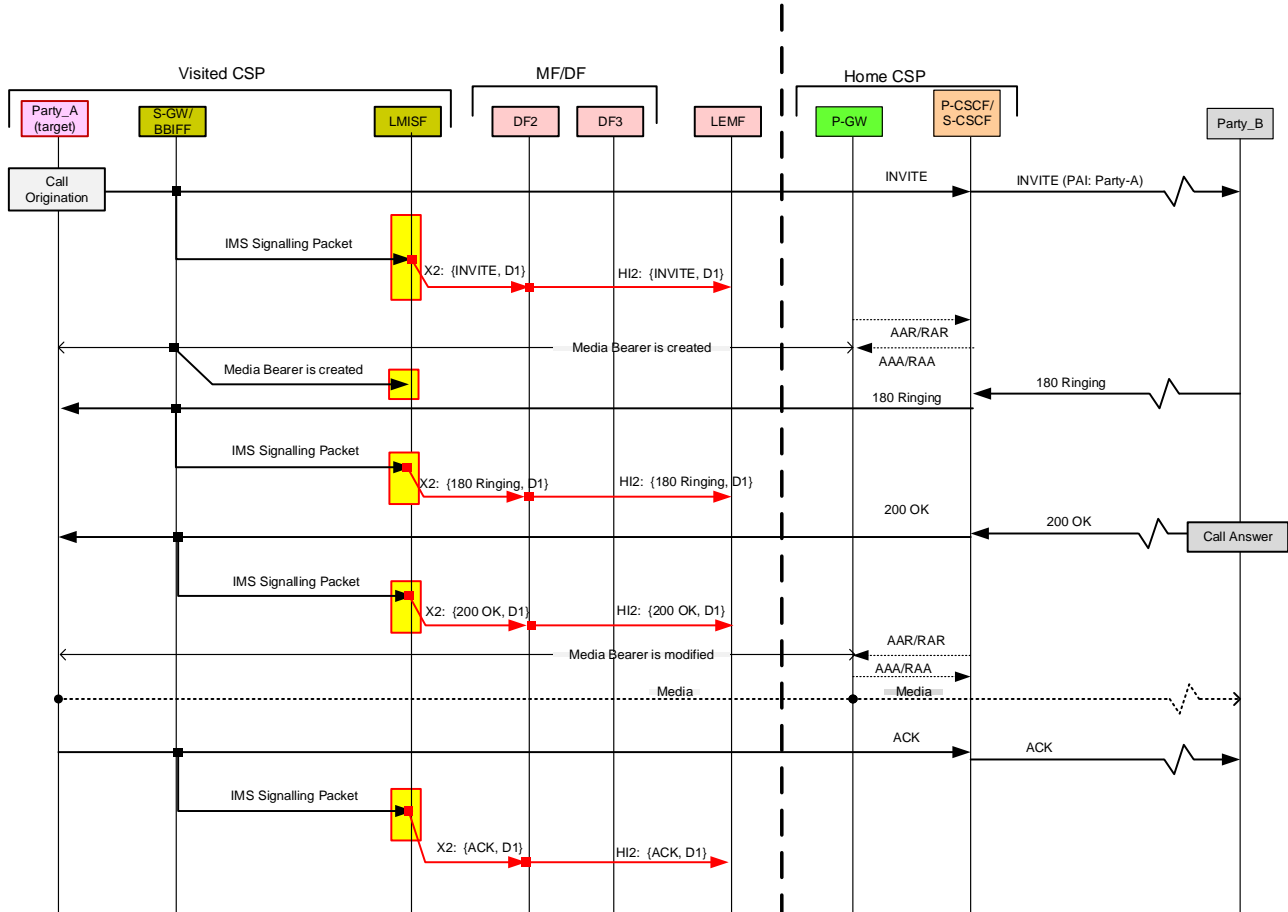 Visited CSP
MF/DF
Home CSP
Party_A
(target)
S-GW/
BBIFF
LMISF
DF2
DF3
LEMF
P-GW
P-CSCF/
S-CSCF
Party_B
Call
Origination
INVITE
INVITE (PAI: Party-A)
IMS Signalling Packet
X2: {INVITE, D1}
HI2: {INVITE, D1}
AAR/RAR
Media Bearer is created
AAA/RAA
Media Bearer is created
180 Ringing
180 Ringing
IMS Signalling Packet
X2: {180 Ringing, D1}
HI2: {180 Ringing, D1}
200 OK
200 OK
Call Answer
IMS Signalling Packet
X2: {200 OK, D1}
HI2: {200 OK, D1}
AAR/RAR
Media Bearer is modified
AAA/RAA
Media
Media
ACK
ACK
IMS Signalling Packet
X2: {ACK, D1}
HI2: {ACK, D1}